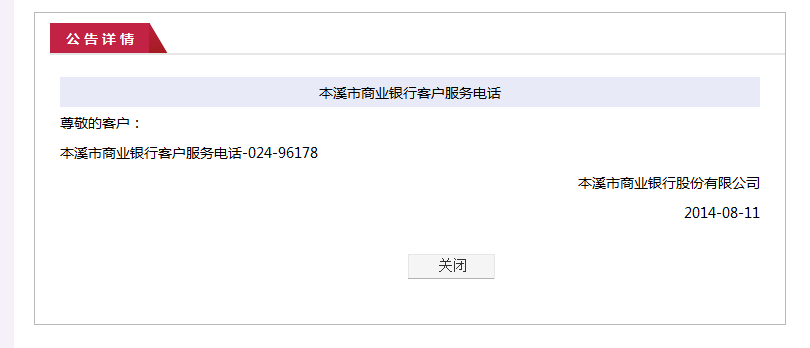 公告详情
本溪市商业银行客户服务电话
尊敬的客户：
本溪市商业银行客户服务电话-024-96178
本溪市商业银行股份有限公司
2014-08-11
关闭